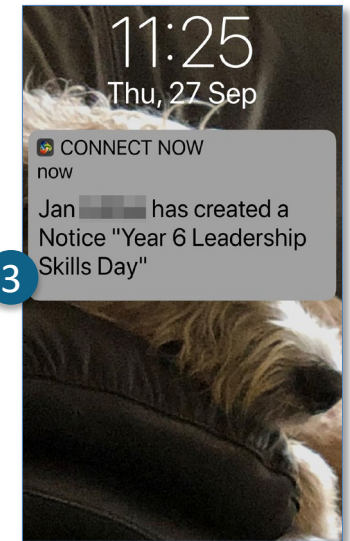 11:25
Thu, 27 Sep
CONNECT NOW
now
Jan has created a
Notice "Year 6 Leadership
Skills Day"
3